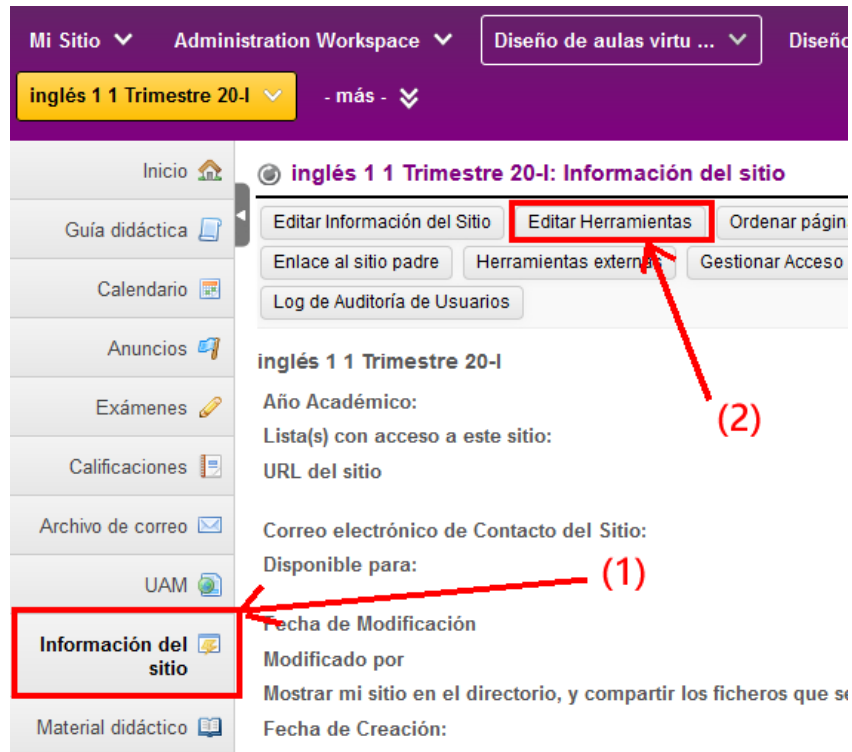 Mi Sitio Administration Workspace Diseño de aulas virtu ... Diseño
inglés 1 1 Trimestre 20-I - más -
Inicio
Guía didáctica
Calendario
Anuncios
Exámenes
Calificaciones
Archivo de correo
UAM
Información del
sitio
Material didáctico
inglés 1 1 Trimestre 20-I: Información del sitio
Editar Información del Sitio Editar Herramientas Ordenar págin
Enlace al sitio padre Herramientas externas Gestionar Acceso
Log de Auditoría de Usuarios
inglés 1 1 Trimestre 20-I
Año Académico:
Lista(s) con acceso a este sitio:
URL del sitio
Correo electrónico de Contacto del Sitio:
Disponible para:
Fecha de Modificación
Modificado por
Mostrar mi sitio en el directorio, y compartir los ficheros que se
Fecha de Creación:
(2)
(1)